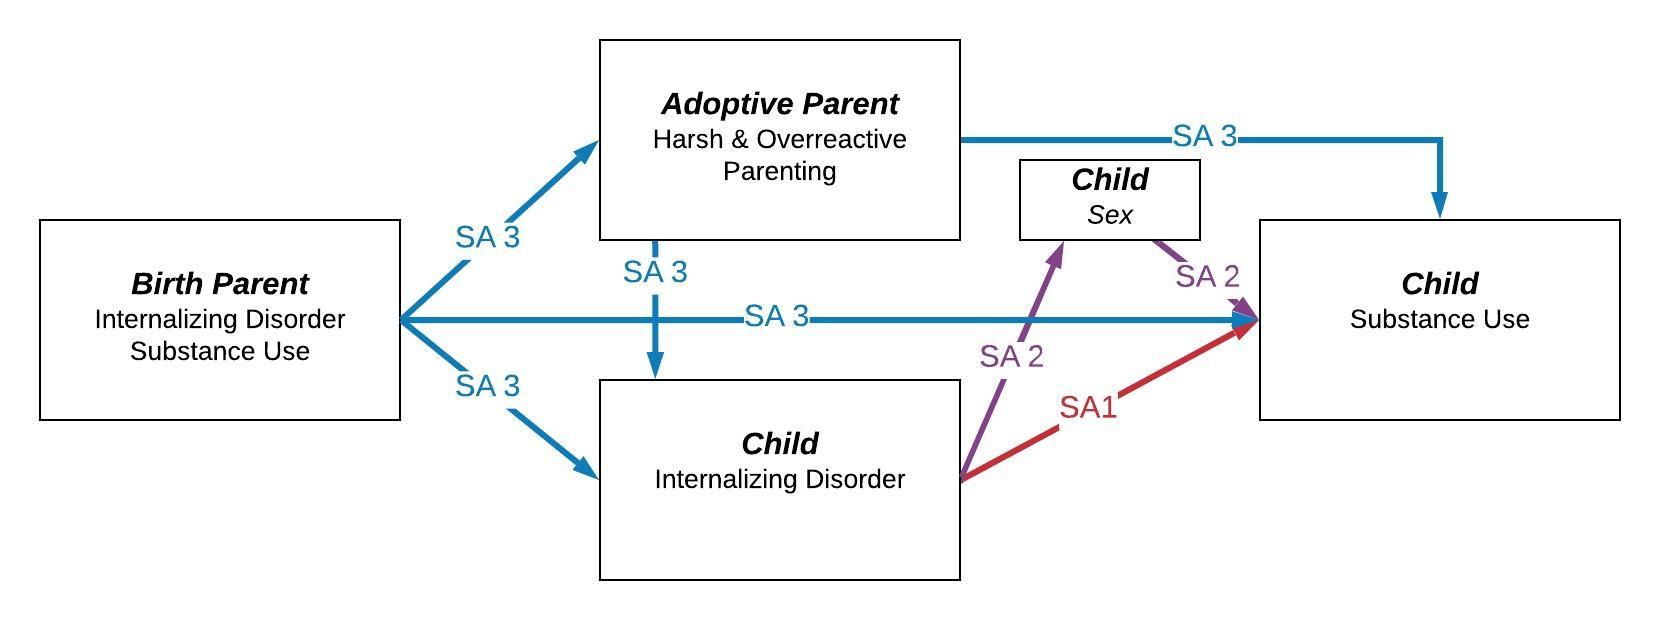 Adoptive Parent
Harsh & Overreactive
Parenting
SA 3
Child
Sex
SA 3
Birth Parent
Internalizing Disorder
Substance Use
SA 3
SA 2
Child
Substance Use
SA 3
SA 2
SA 3
SA1
Child
Internalizing Disorder